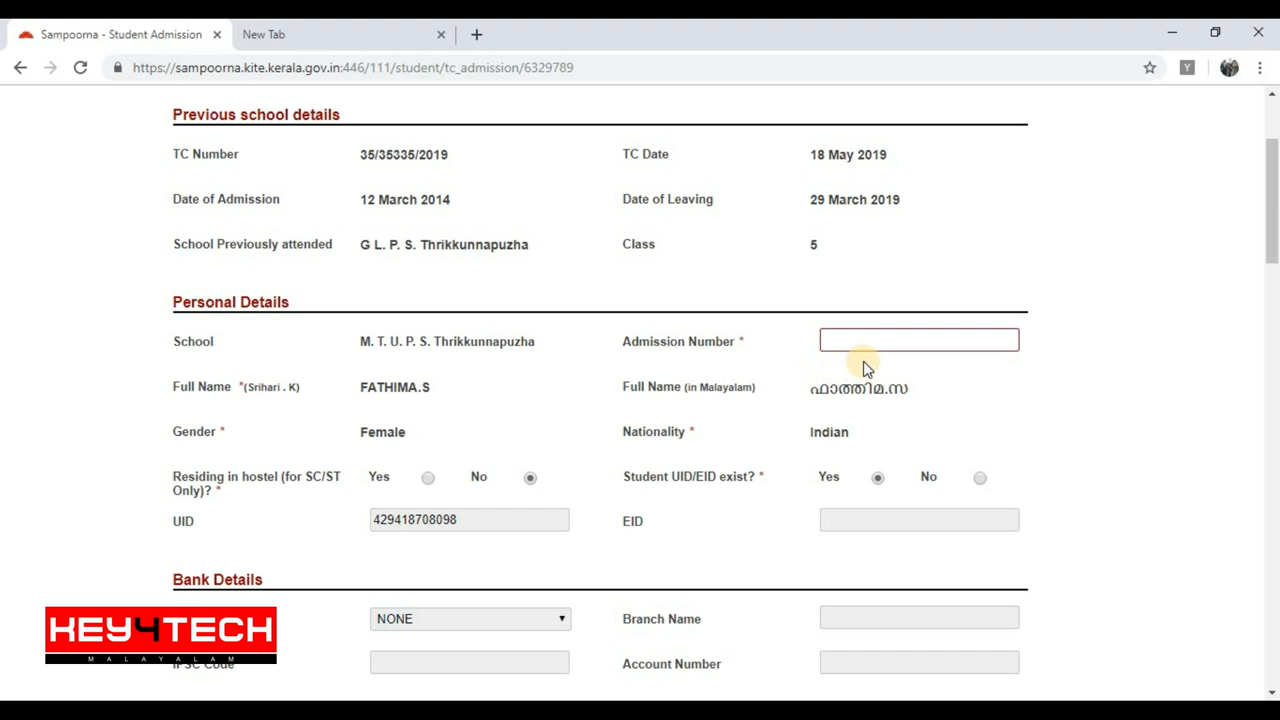 Sampoorna - Student Admission
New Tab
https://sampoorna.kite.kerala.gov.in:446/111/student/tc_admission/6329789
Y
Previous school details
TC Number 35/35335/2019 TC Date 18 May 2019
Date of Admission 12 March 2014 Date of Leaving 29 March 2019
School Previously attended G L. P. S. Thrikkunnapuzha Class 5
Personal Details
School M. T. U. P. S. Thrikkunnapuzha Admission Number *
Full Name *(Srihari . K) FATHIMA.S Full Name (in Malayalam) ഫാത്തിമ.സ
Gender * Female Nationality * Indian
Residing in hostel (for SC/ST Yes No Student UID/EID exist? * Yes No
Only)? *
UID 429418708098 EID
Bank Details
NONE Branch Name
IFSC Code Account Number
KEY4TECH
MALAYALAM